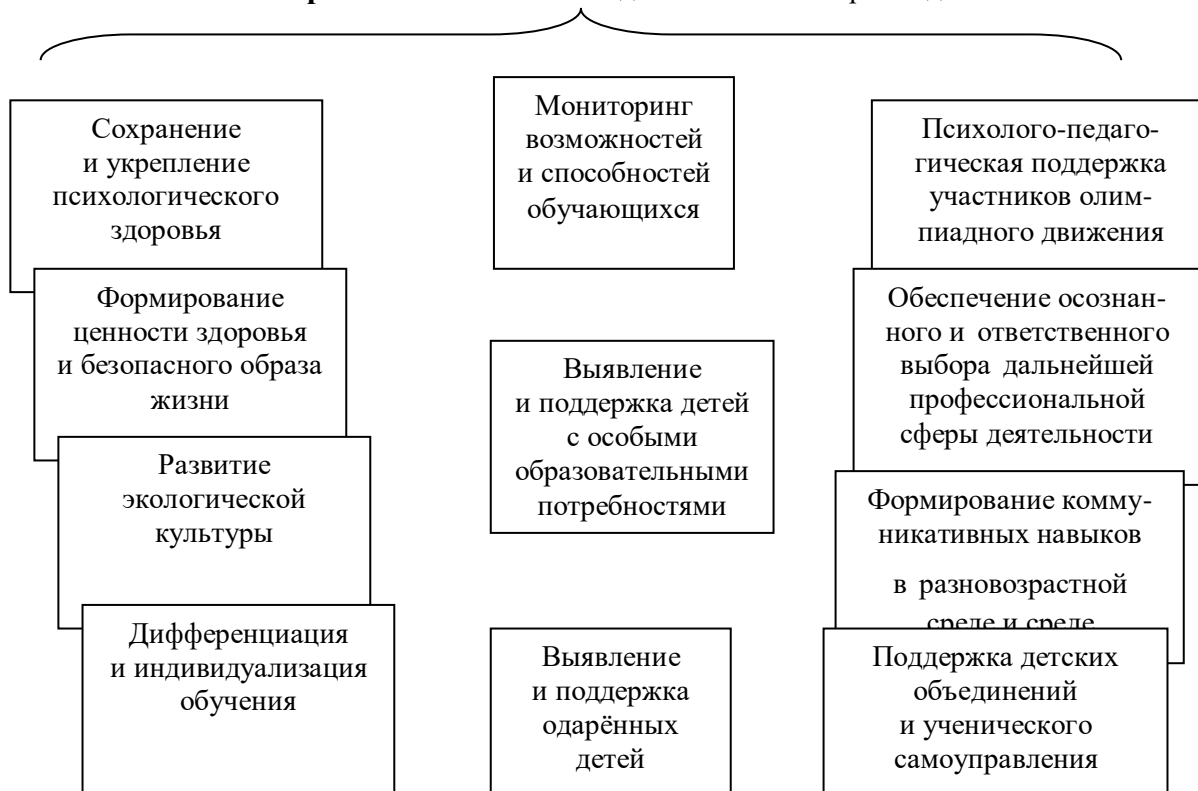 Сохранение
и укрепление
психологического
здоровья
Формирование
ценности здоровья
и безопасного образа
жизни
Развитие
экологической
культуры
Дифференциация
и индивидуализация
обучения
Мониторинг
возможностей
и способностей
обучающихся
Выявление
и поддержка детей
с особыми
образовательными
потребностями
Выявление
и поддержка
одарённых
детей
Психолого-педаго-
гическая поддержка
участников олим-
пиадного движения
Обеспечение осознан-
ного и ответственного
выбора дальнейшей
профессиональной
сферы деятельности
Формирование комму-
никативных навыков
в разновозрастной
среде и среде
Поддержка детских
объединений
и ученического
самоуправления